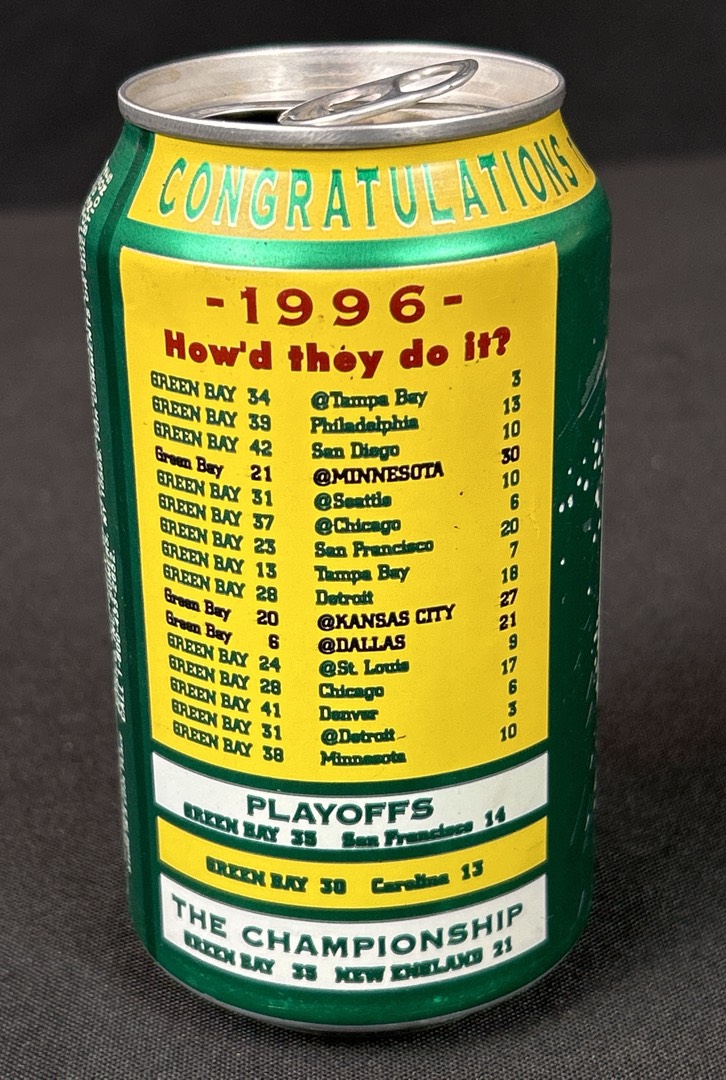 CONGRATULATIONS
-1996-
How'd they do it?
GREEN BAY 34 @Tampa Bay 3
GREEN BAY 39 Philadelphia 13
GREEN BAY 42 San Diego 10
Green Bay 21 @MINNESOTA 30
GREEN BAY 31 @Seattle 10
GREEN BAY 37 @Chicago 6
GREEN BAY 23 San Francisco 20
GREEN BAY 13 Tampa Bay 7
GREEN BAY 28 Detroit 18
Green Bay 20 @KANSAS CITY 27
Green Bay 6 @DALLAS 21
GREEN BAY 24 @St. Louis 9
GREEN BAY 28 Chicago 17
GREEN BAY 41 Denver 6
GREEN BAY 31 @Detroit 3
GREEN BAY 38 Minnesota 10
PLAYOFFS
GREEN BAY 35 San Francisco 14
GREEN BAY 30 Carolina 13
THE CHAMPIONSHIP
GREEN BAY 35 NEW ENGLAND 21